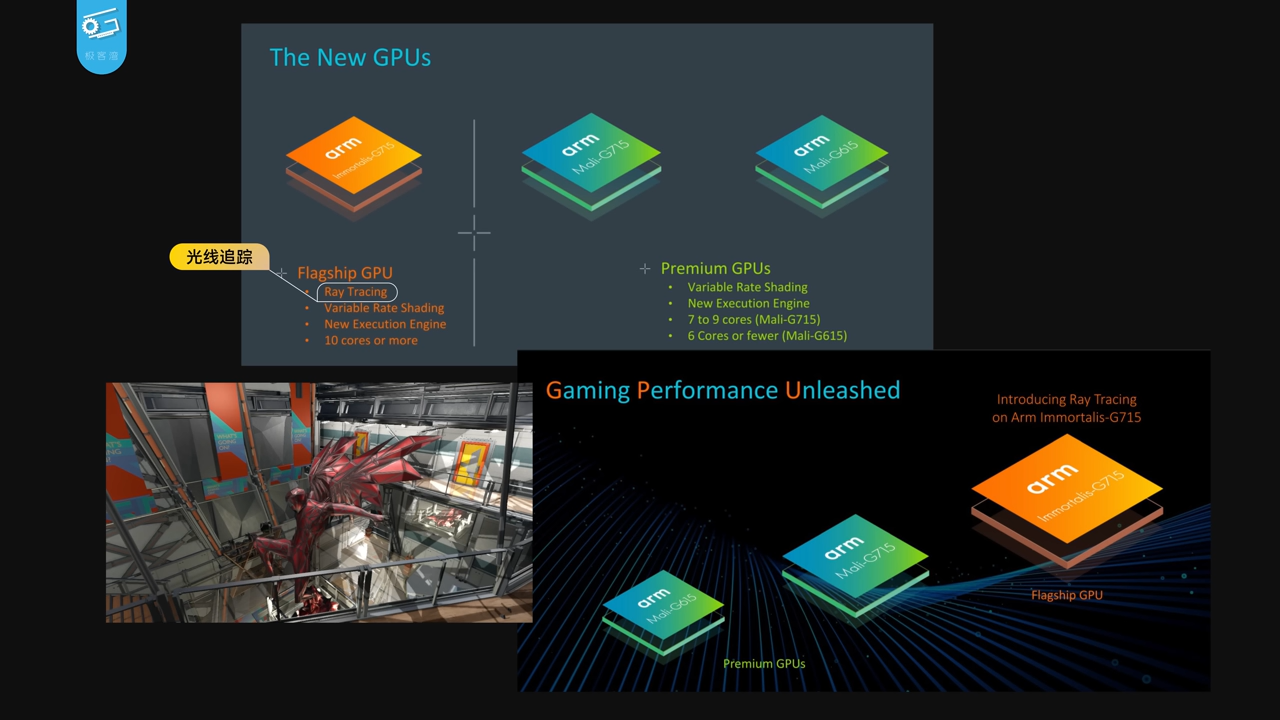 极客湾
The New GPUs
arm
Immortalis-G715
arm
Mali-G715
arm
Mali-G615
光线追踪
Flagship GPU
• Ray Tracing
• Variable Rate Shading
• New Execution Engine
• 10 cores or more
Premium GPUs
• Variable Rate Shading
• New Execution Engine
• 7 to 9 cores (Mali-G715)
• 6 Cores or fewer (Mali-G615)
Gaming Performance Unleashed
Introducing Ray Tracing
on Arm Immortalis-G715
arm
Immortalis-G715
arm
Mali-G715
arm
Mali-G615
Flagship GPU
Premium GPUs